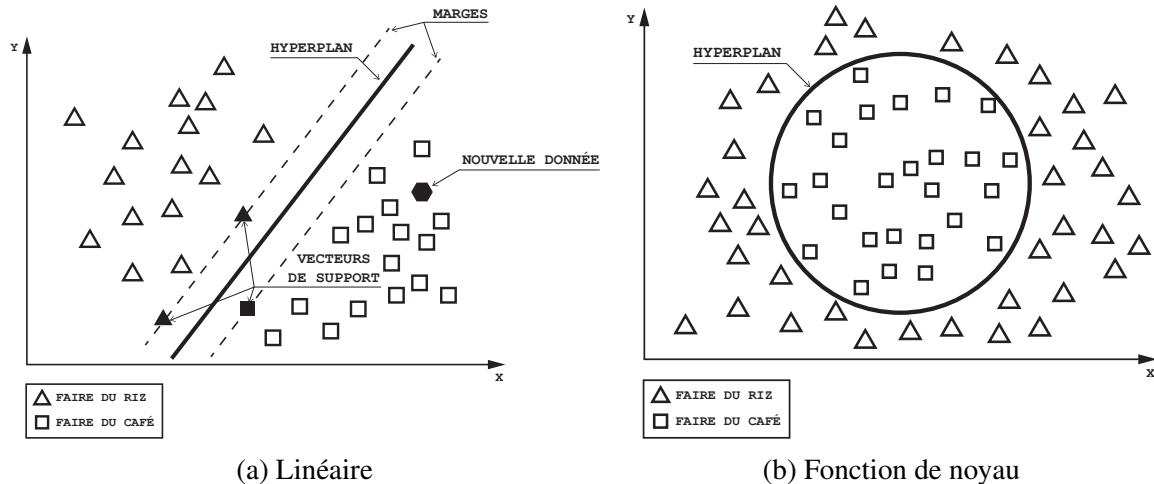 MARGES
Y
HYPERPLAN
NOUVELLE DONNÉE
VECTEURS
DE SUPPORT
X
FAIRE DU RIZ
FAIRE DU CAFÉ
(a) Linéaire
Y
HYPERPLAN
X
FAIRE DU RIZ
FAIRE DU CAFÉ
(b) Fonction de noyau